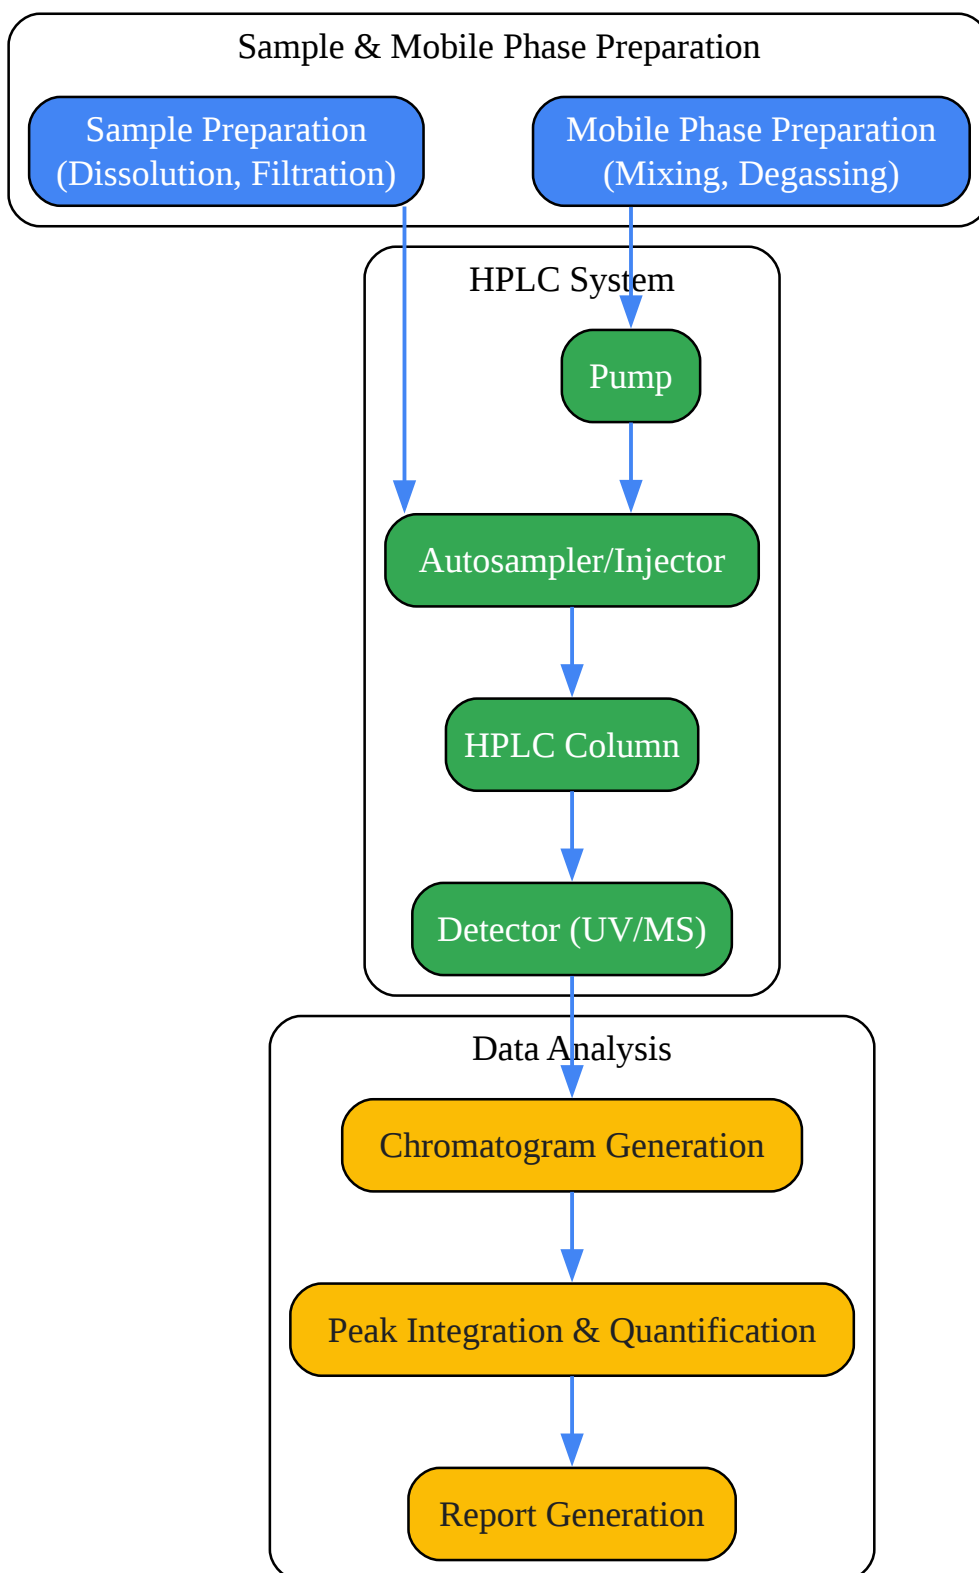 Sample & Mobile Phase Preparation
Sample Preparation
(Dissolution, Filtration)
Mobile Phase Preparation
(Mixing, Degassing)
HPLC System
Pump
Autosampler/Injector
HPLC Column
Detector (UV/MS)
Data Analysis
Chromatogram Generation
Peak Integration & Quantification
Report Generation